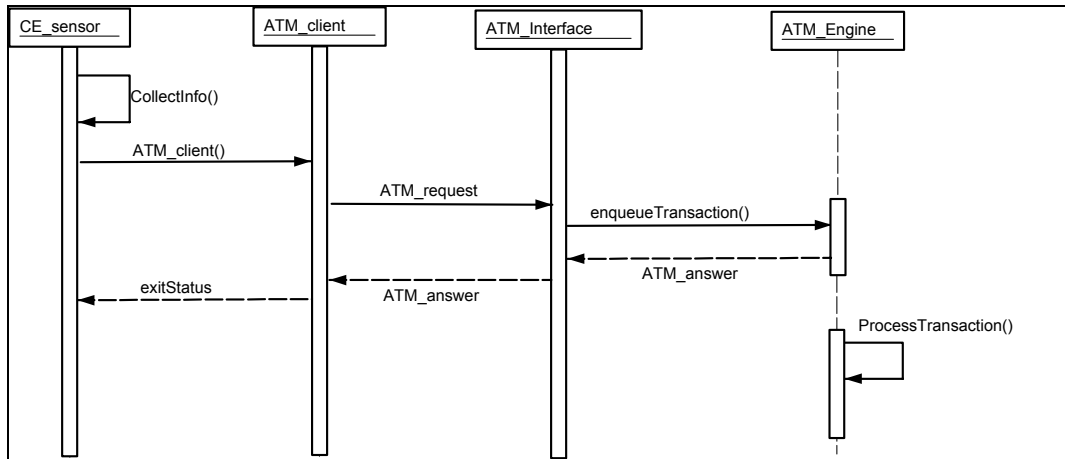 CE_sensor
ATM_client
ATM_Interface
ATM_Engine
CollectInfo()
ATM_client()
ATM_request
enqueueTransaction()
ATM_answer
ATM_answer
exitStatus
ProcessTransaction()